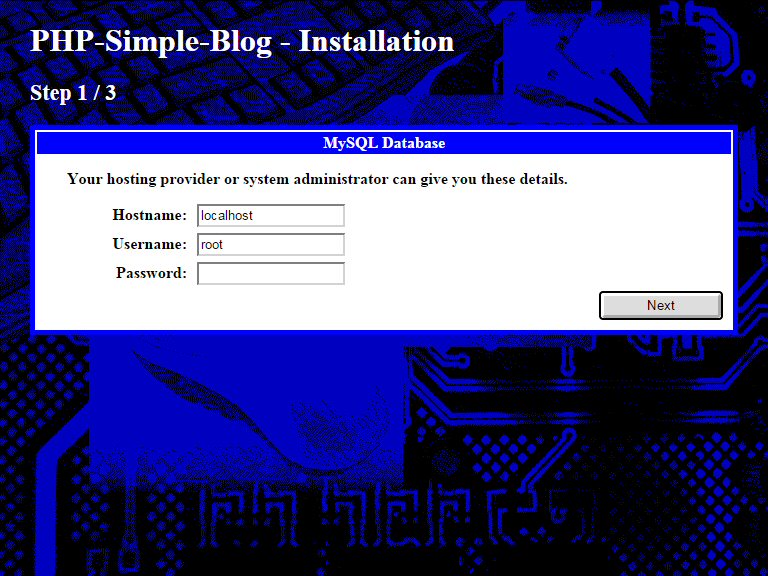 PHP-Simple-Blog - Installation
Step 1 / 3
MySQL Database
Your hosting provider or system administrator can give you these details.
Hostname: localhost
Username: root
Password:
Next